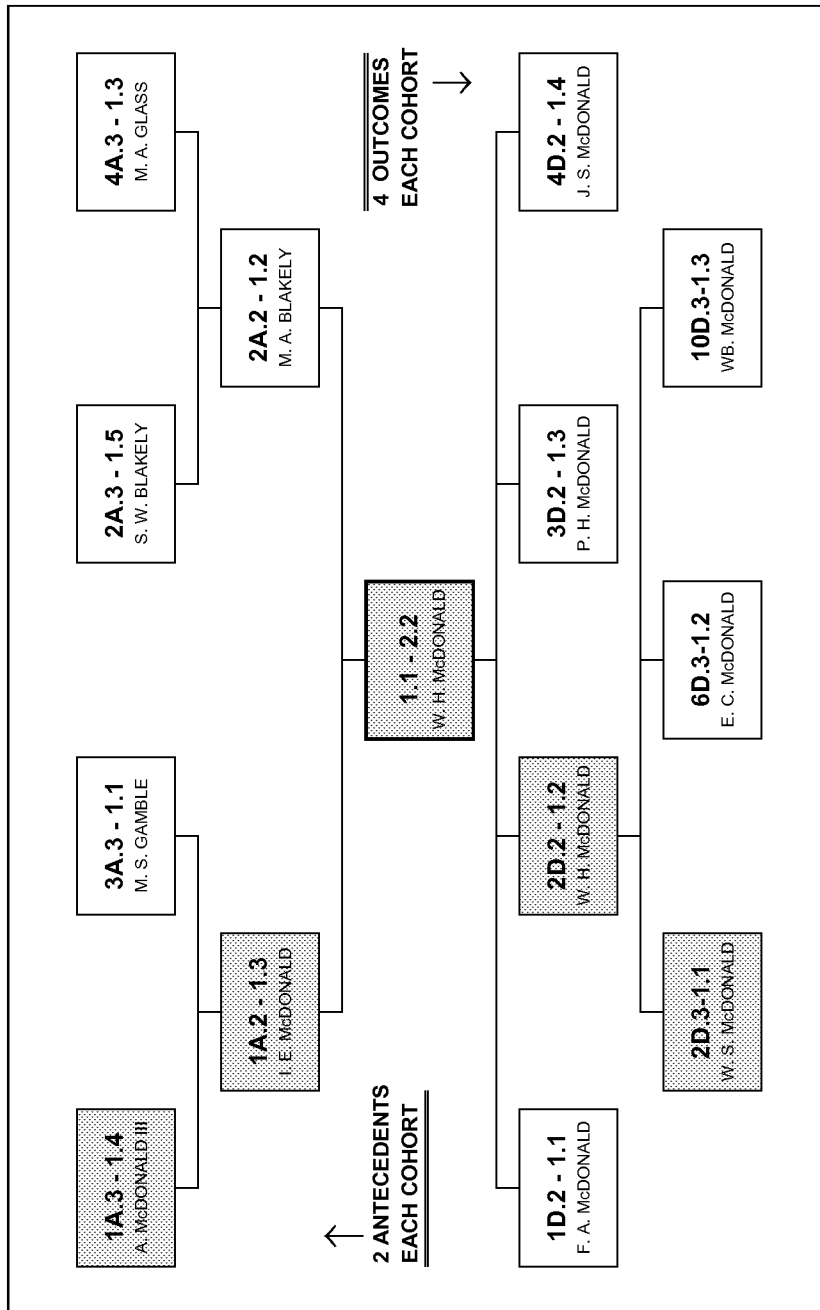 1A.3 - 1.4
A. McDONALD III
3A.3 - 1.1
M. S. GAMBLE
2A.3 - 1.5
S. W. BLAKELY
4A.3 - 1.3
M. A. GLASS
1A.2 - 1.3
I. E. McDONALD
2A.2 - 1.2
M. A. BLAKELY
2 ANTECEDENTS
EACH COHORT
1.1 - 2.2
W. H. McDONALD
4 OUTCOMES
EACH COHORT
1D.2 - 1.1
F. A. McDONALD
2D.2 - 1.2
W. H. McDONALD
3D.2 - 1.3
P. H. McDONALD
4D.2 - 1.4
J. S. McDONALD
2D.3-1.1
W. S. McDONALD
6D.3-1.2
E. C. McDONALD
10D.3-1.3
WB. McDONALD